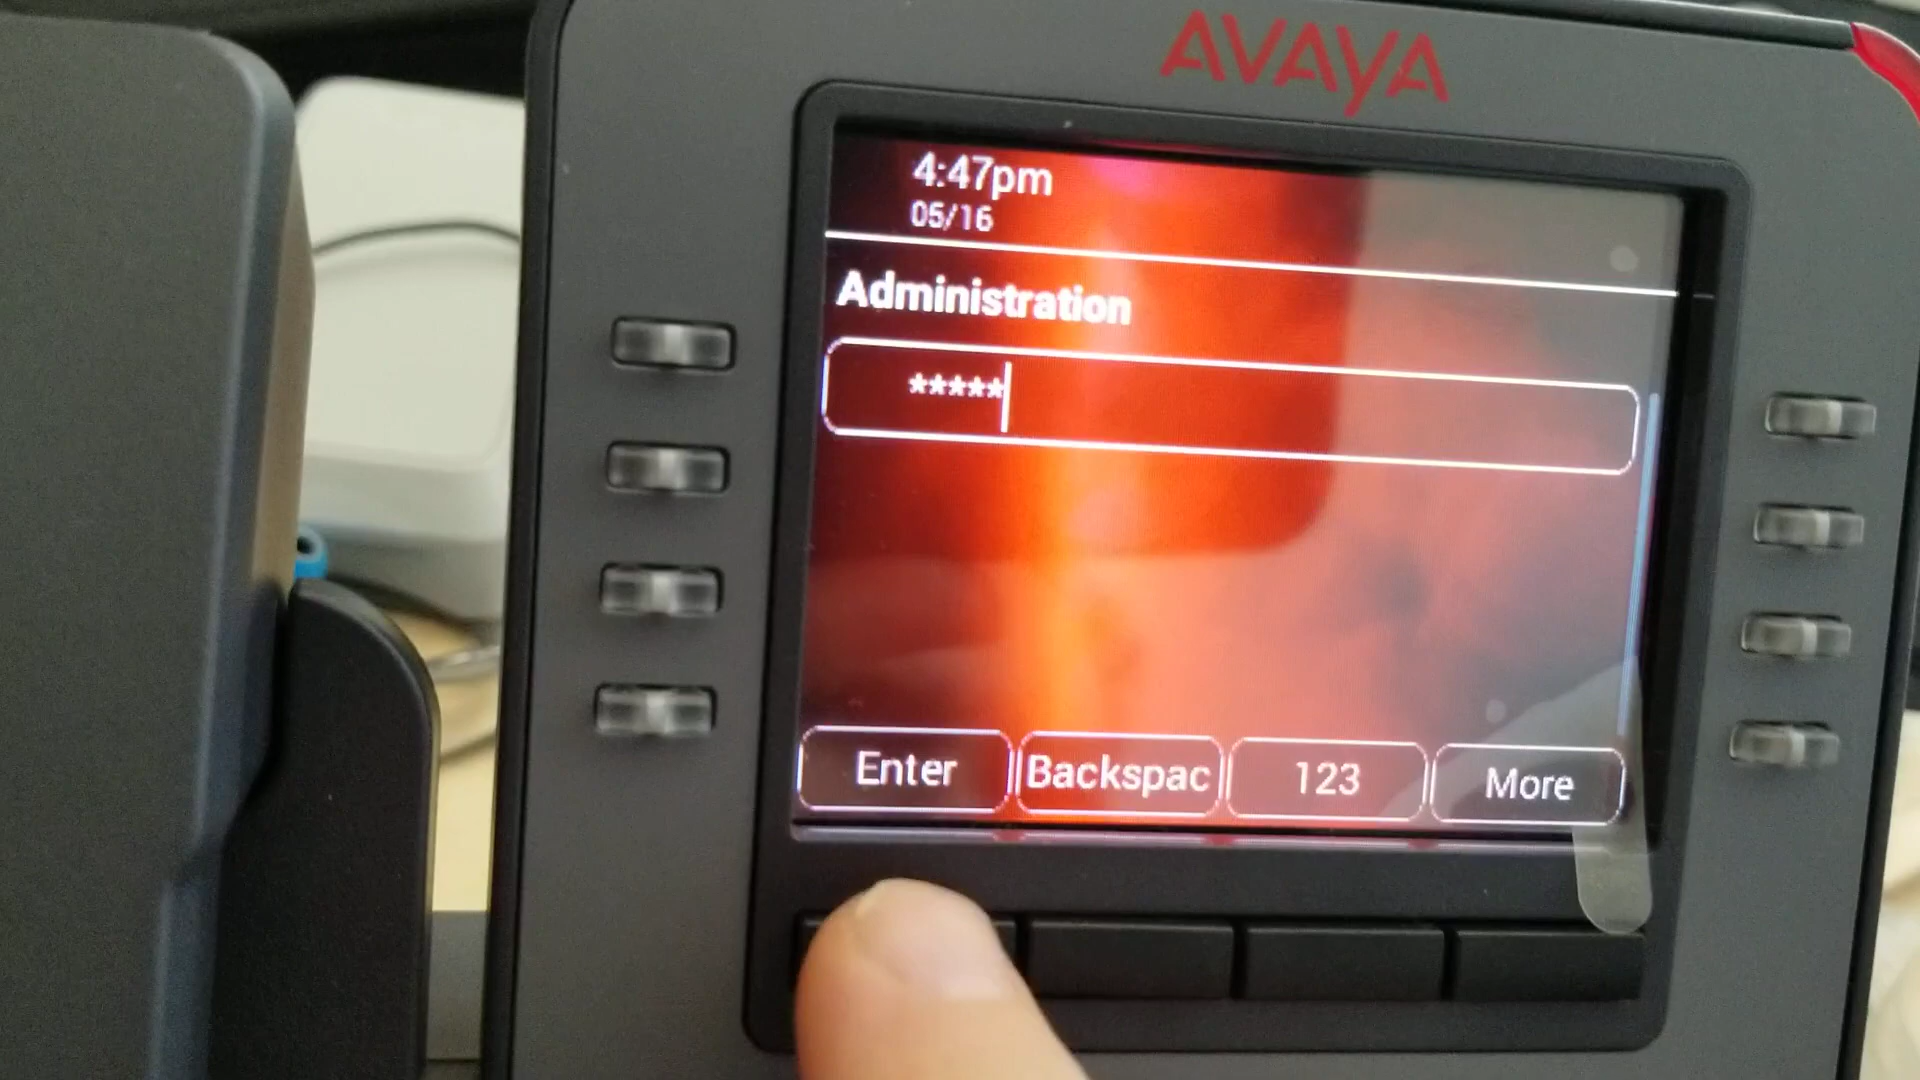 AVAYA
4:47pm
05/16
Administration
*****
Enter
Backspac
123
More